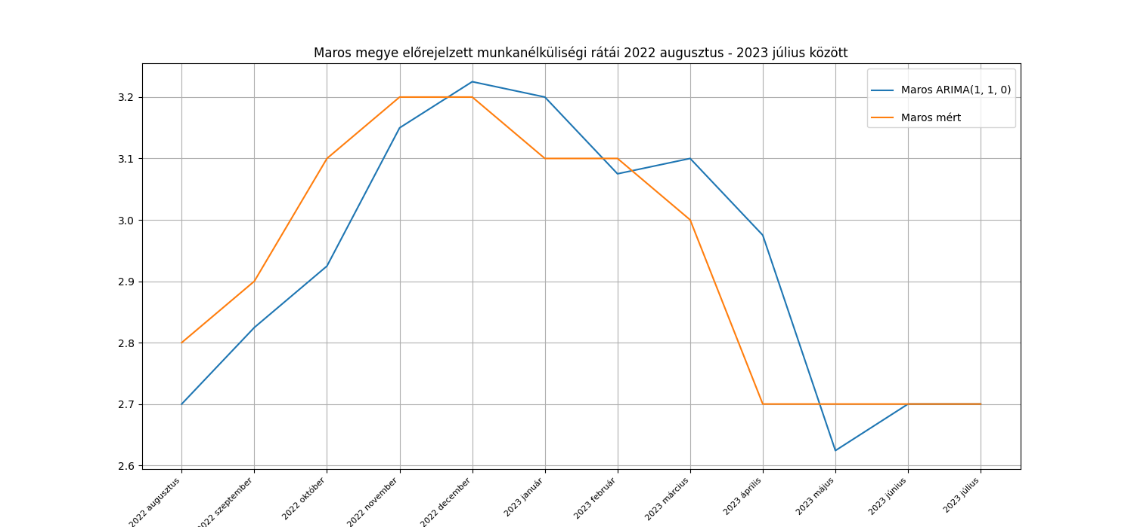 Maros megye előrejelzett munkanélküliségi rátái 2022 augusztus - 2023 július között
Maros ARIMA(1, 1, 0)
Maros mért
3.2
3.1
3.0
2.9
2.8
2.7
2.6
2022 augusztus
2022 szeptember
2022 október
2022 november
2022 december
2023 január
2023 február
2023 március
2023 április
2023 május
2023 június
2023 július